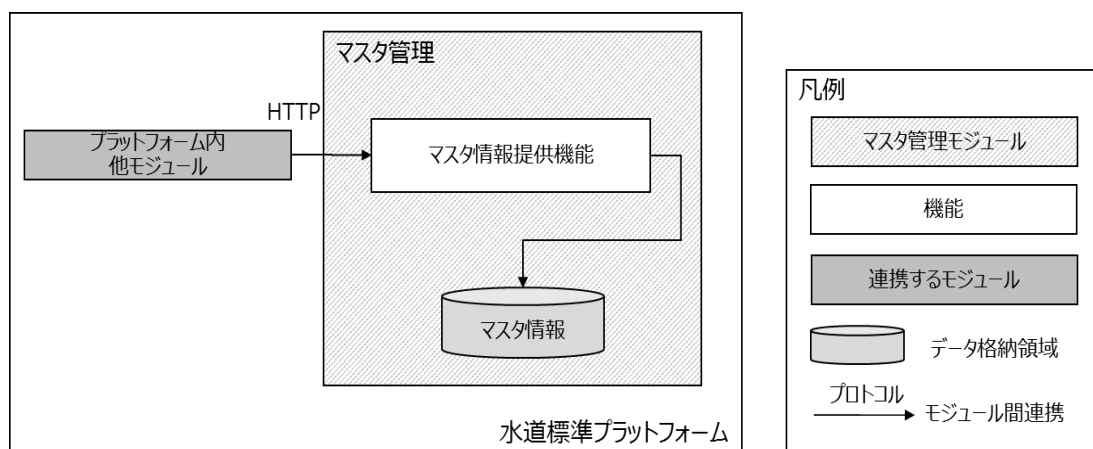 マスタ管理
HTTP
プラットフォーム内
他モジュール
マスタ情報提供機能
マスタ情報
水道標準プラットフォーム
凡例
マスタ管理モジュール
機能
連携するモジュール
データ格納領域
プロトコル
モジュール間連携